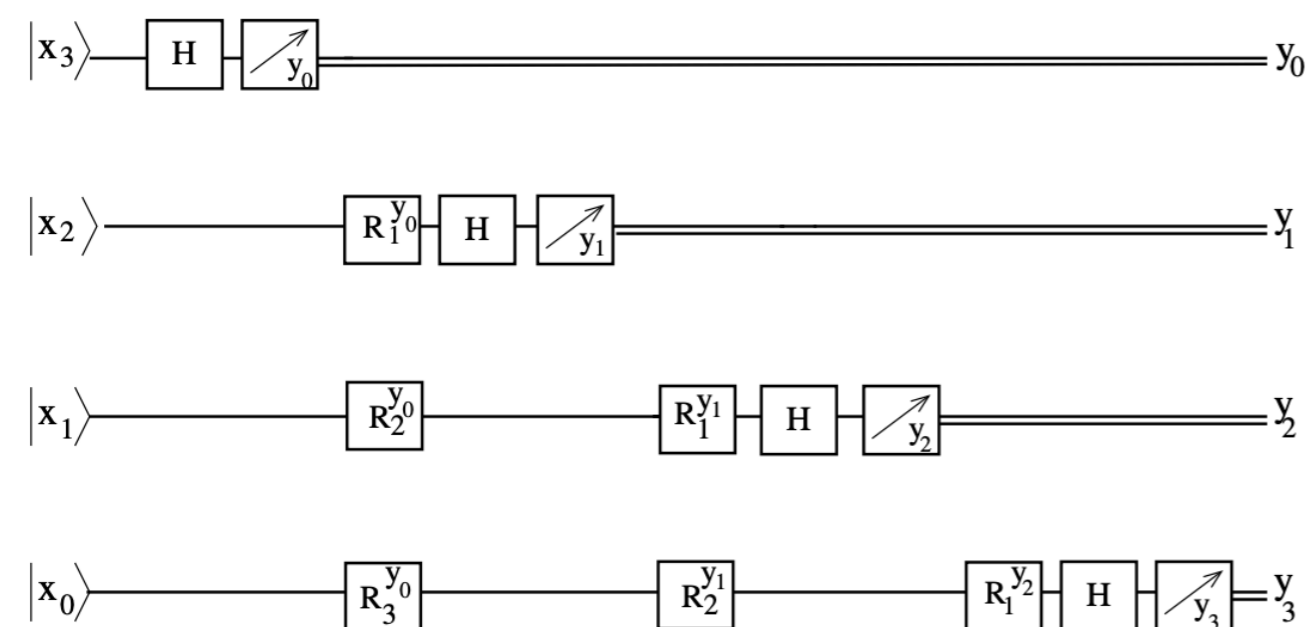 |x₃⟩ H y₀ y₀
|x₂⟩ R₁^y₀ H y₁ y₁
|x₁⟩ R₂^y₀ R₁^y₁ H y₂ y₂
|x₀⟩ R₃^y₀ R₂^y₁ R₁^y₂ H y₃ y₃